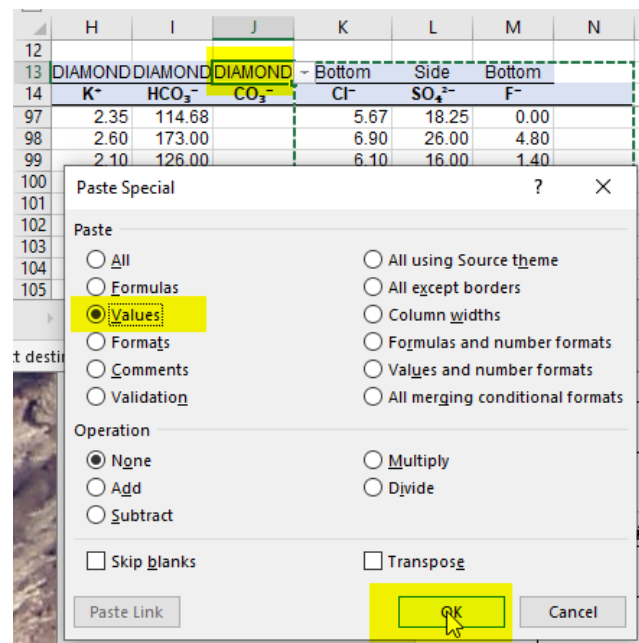 H I J K L M N
12
13 DIAMOND DIAMOND DIAMOND Bottom Side Bottom
14 K⁺ HCO₃⁻ CO₃⁻ Cl⁻ SO₄²⁻ F⁻
97 2.35 114.68 5.67 18.25 0.00
98 2.60 173.00 6.90 26.00 4.80
99 2.10 126.00 6.10 16.00 1.40
100
101
102
103
104
105
Paste Special ? ×
Paste
All All using Source theme
Formulas All except borders
Values Column widths
Formats Formulas and number formats
Comments Values and number formats
Validation All merging conditional formats
Operation
None Multiply
Add Divide
Subtract
Skip blanks Transpose
Paste Link OK Cancel